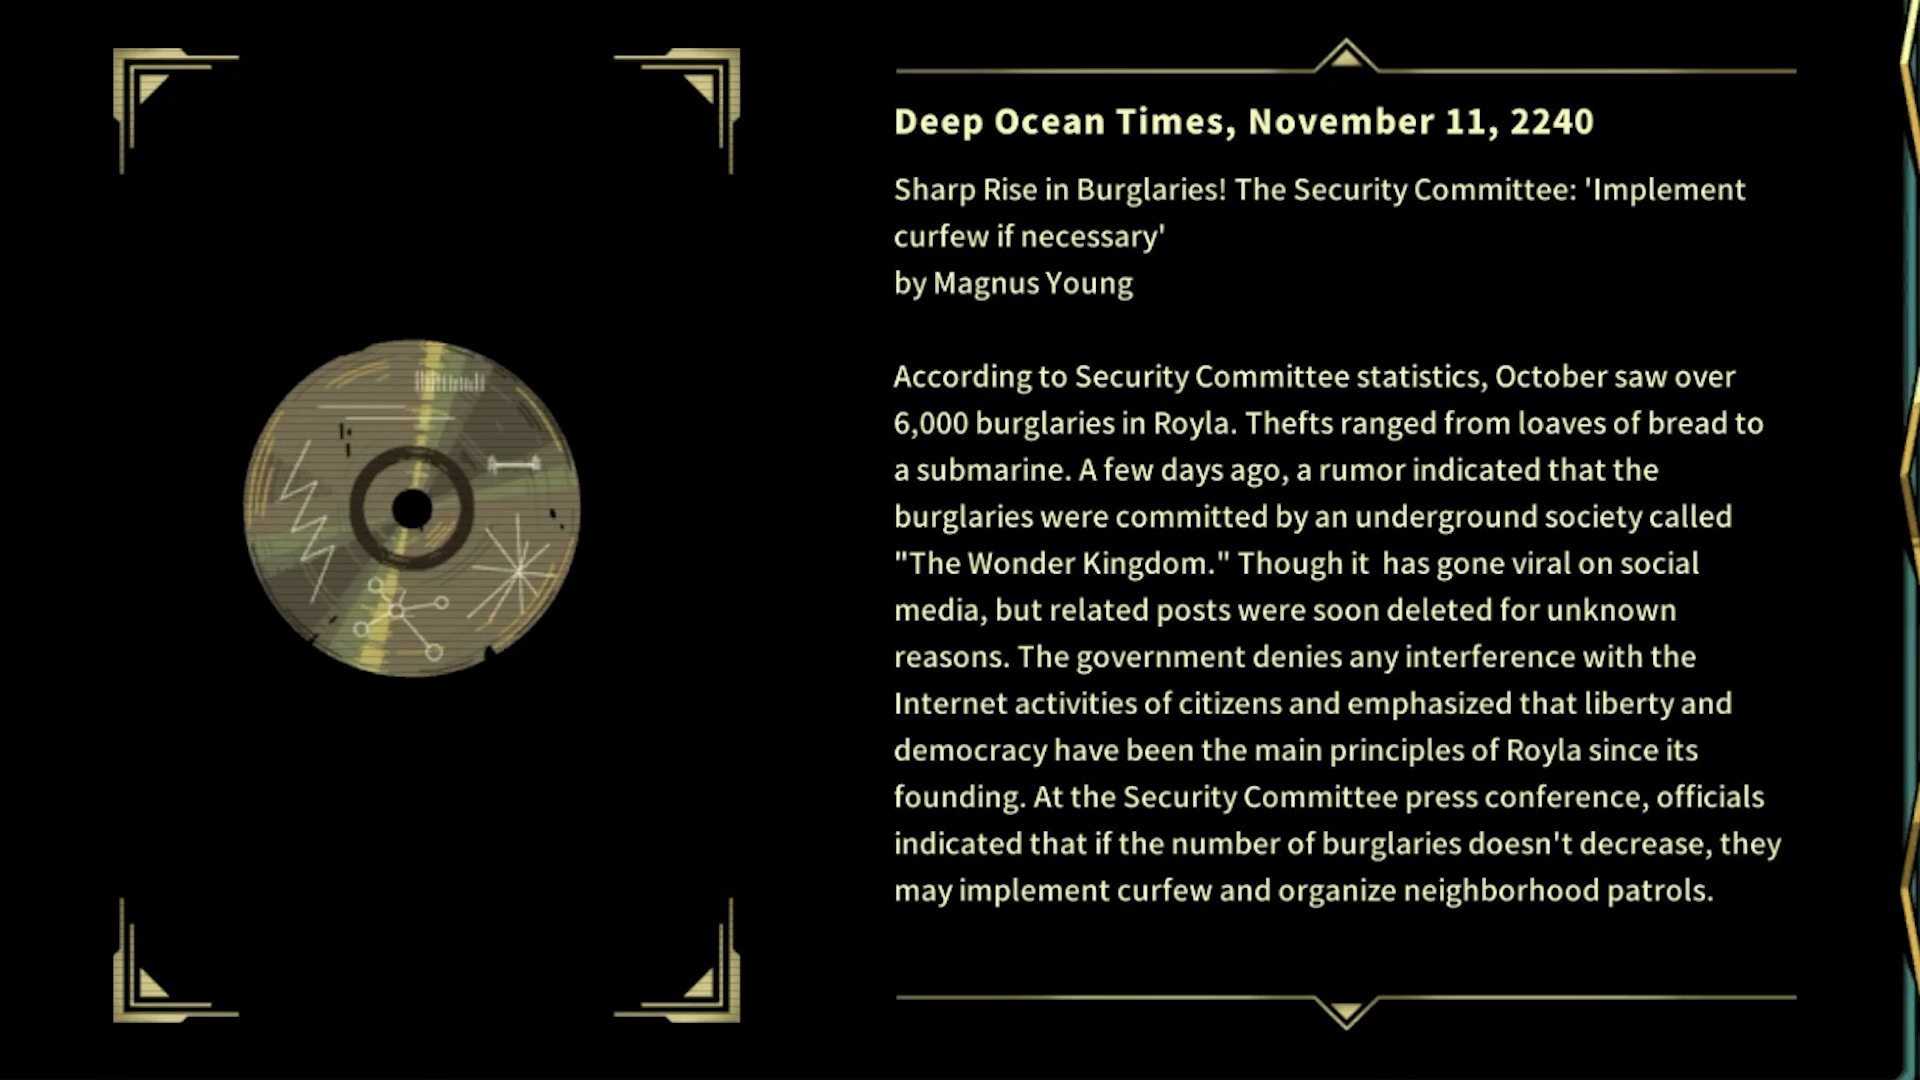 Deep Ocean Times, November 11, 2240
Sharp Rise in Burglaries! The Security Committee: 'Implement
curfew if necessary'
by Magnus Young
According to Security Committee statistics, October saw over
6,000 burglaries in Royla. Thefts ranged from loaves of bread to
a submarine. A few days ago, a rumor indicated that the
burglaries were committed by an underground society called
"The Wonder Kingdom." Though it  has gone viral on social
media, but related posts were soon deleted for unknown
reasons. The government denies any interference with the
Internet activities of citizens and emphasized that liberty and
democracy have been the main principles of Royla since its
founding. At the Security Committee press conference, officials
indicated that if the number of burglaries doesn't decrease, they
may implement curfew and organize neighborhood patrols.